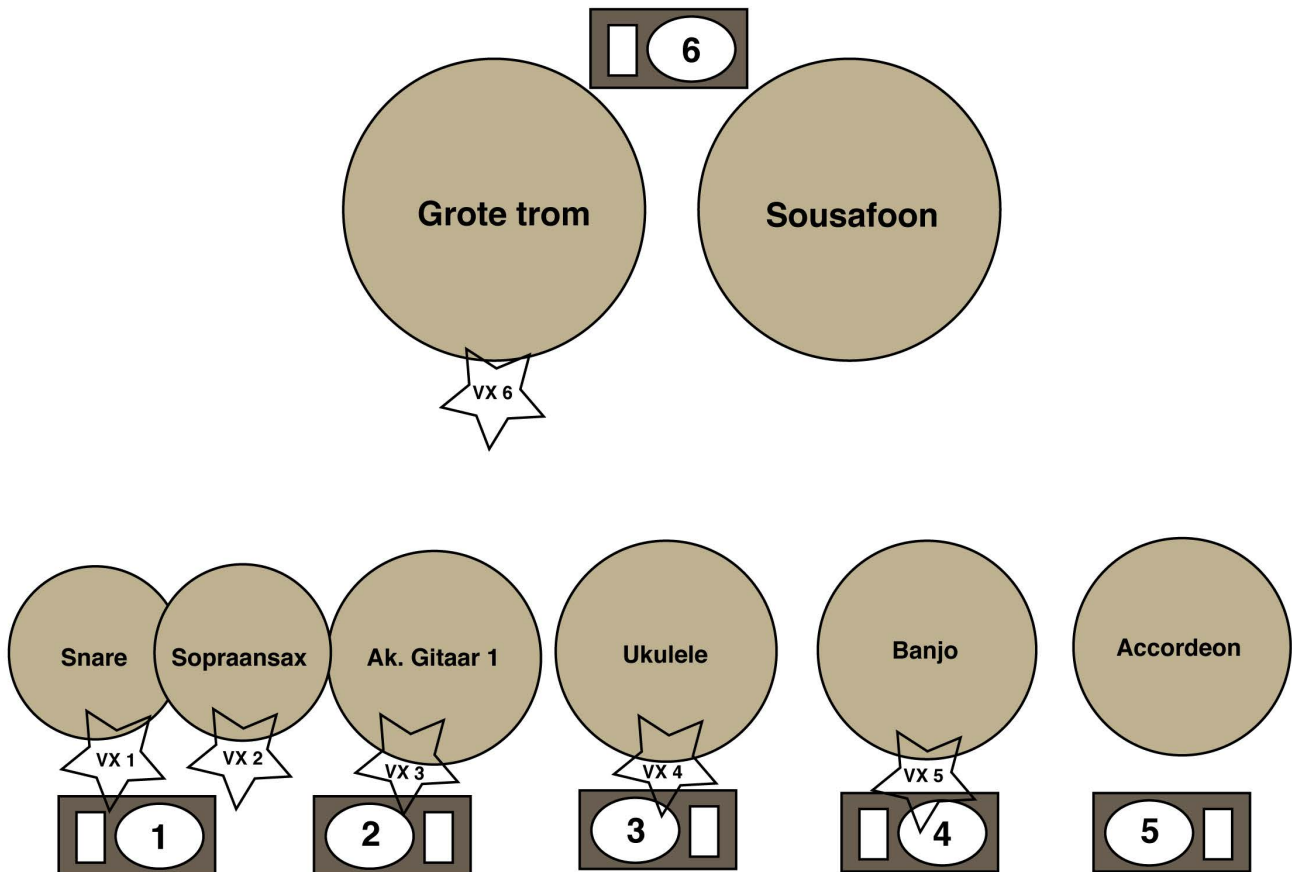 6
Grote trom
Sousafoon
VX 6
Snare
Sopraansax
Ak. Gitaar 1
Ukulele
Banjo
Accordeon
VX 1
VX 2
VX 3
VX 4
VX 5
1
2
3
4
5